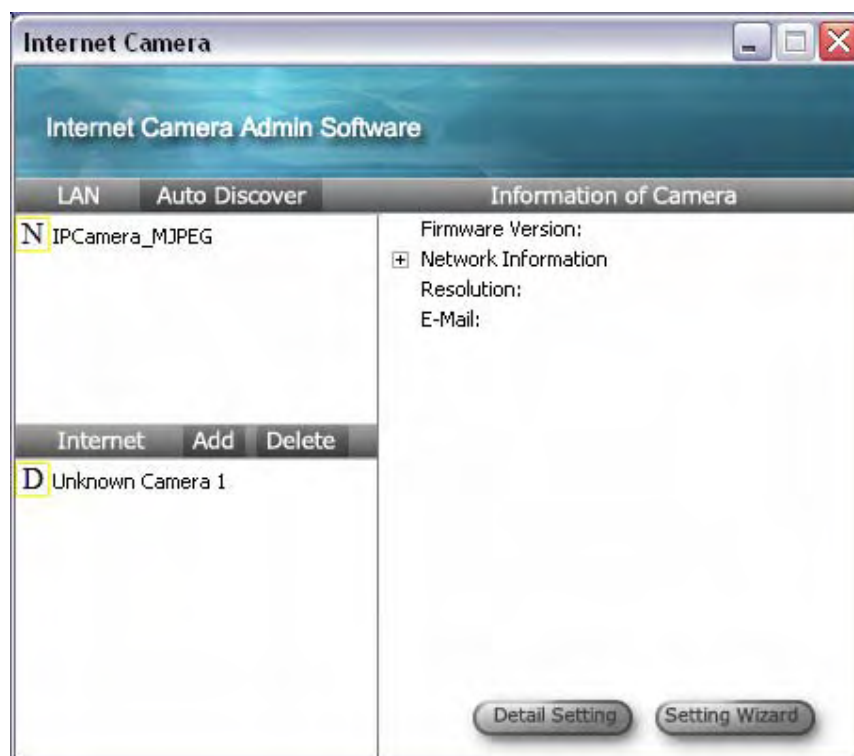 Internet Camera
Internet Camera Admin Software
LAN Auto Discover
N IPCamera_MJPEG
Internet Add Delete
D Unknown Camera 1
Information of Camera
Firmware Version:
Network Information
Resolution:
E-Mail:
Detail Setting Setting Wizard